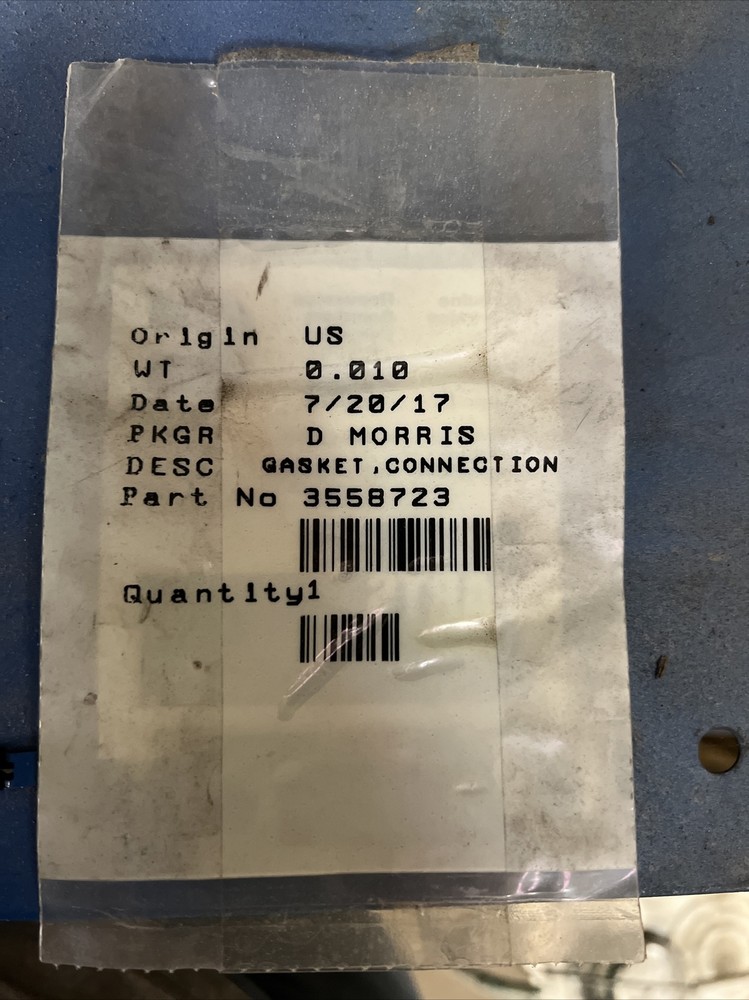 Origin US
WT 0.010
Date 7/20/17
PKGR D MORRIS
DESC GASKET,CONNECTION
Part No 3558723
Quantity1